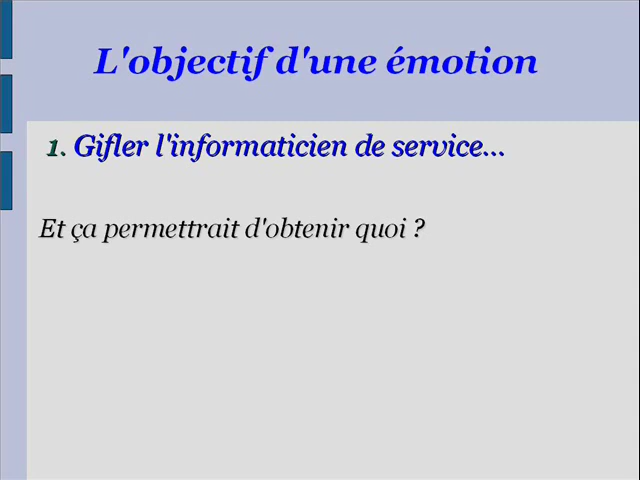 L'objectif d'une émotion
1. Gifler l'informaticien de service...
Et ça permettrait d'obtenir quoi ?